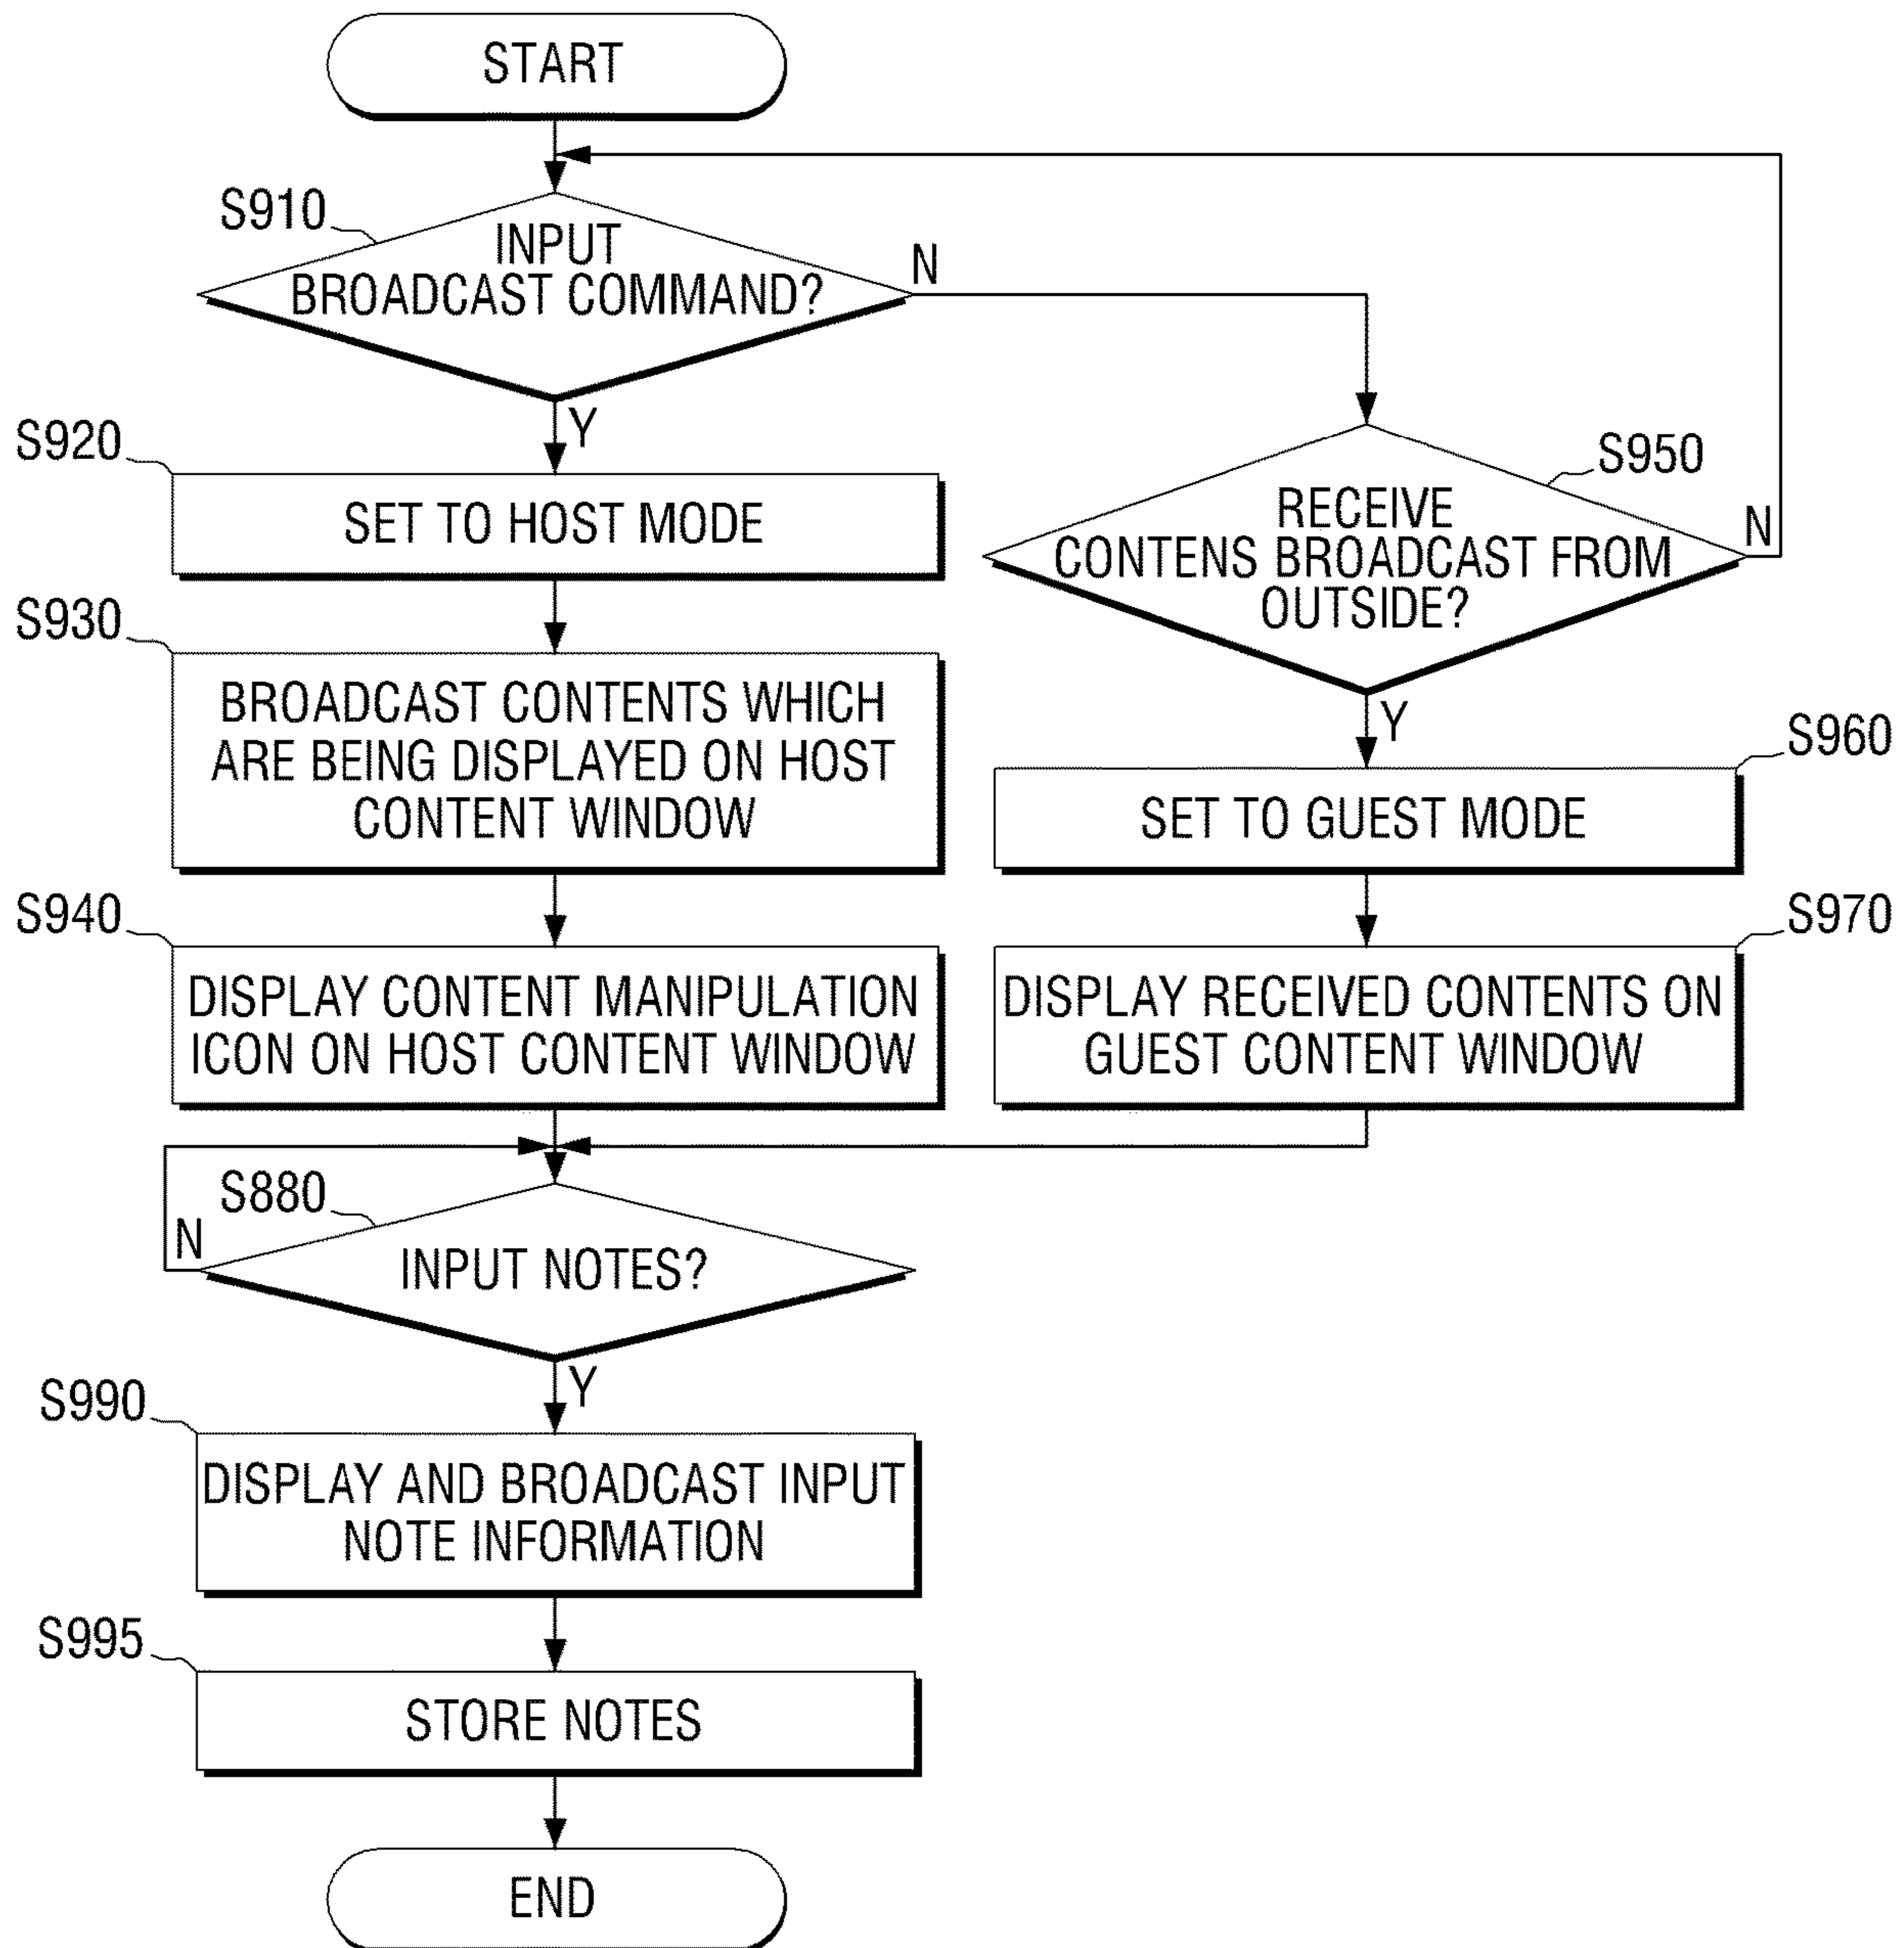 START
S910
INPUT
BROADCAST COMMAND?
N
Y
S920
SET TO HOST MODE
S930
BROADCAST CONTENTS WHICH
ARE BEING DISPLAYED ON HOST
CONTENT WINDOW
S940
DISPLAY CONTENT MANIPULATION
ICON ON HOST CONTENT WINDOW
S950
RECEIVE
CONTENS BROADCAST FROM
OUTSIDE?
N
Y
S960
SET TO GUEST MODE
S970
DISPLAY RECEIVED CONTENTS ON
GUEST CONTENT WINDOW
S880
N
INPUT NOTES?
Y
S990
DISPLAY AND BROADCAST INPUT
NOTE INFORMATION
S995
STORE NOTES
END